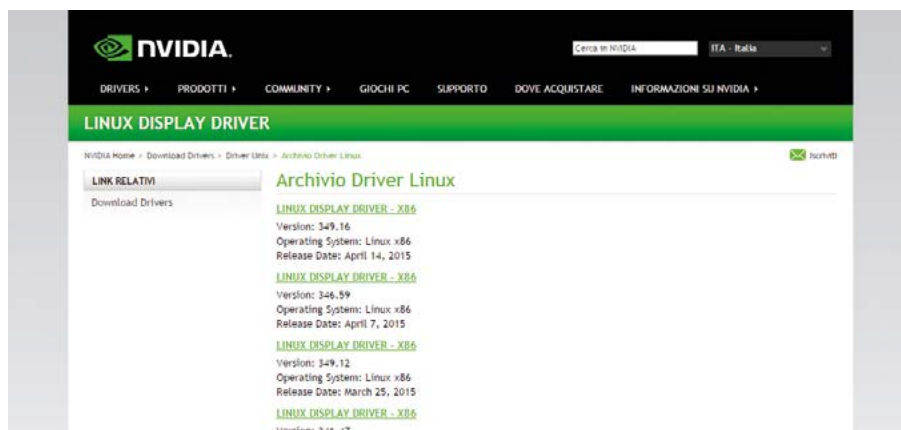 NVIDIA.
Cerca in NVIDIA
ITA - Italia
DRIVERS
PRODOTTI
COMMUNITY
GIOCHI PC
SUPPORTO
DOVE ACQUISTARE
INFORMAZIONI SU NVIDIA
LINUX DISPLAY DRIVER
NVIDIA Home > Download Drivers > Driver Unix > Archivio Driver Linux
Iscriviti
LINK RELATIVI
Download Drivers
Archivio Driver Linux
LINUX DISPLAY DRIVER - X86
Version: 349.16
Operating System: Linux x86
Release Date: April 14, 2015
LINUX DISPLAY DRIVER - X86
Version: 346.59
Operating System: Linux x86
Release Date: April 7, 2015
LINUX DISPLAY DRIVER - X86
Version: 349.12
Operating System: Linux x86
Release Date: March 25, 2015
LINUX DISPLAY DRIVER - X86